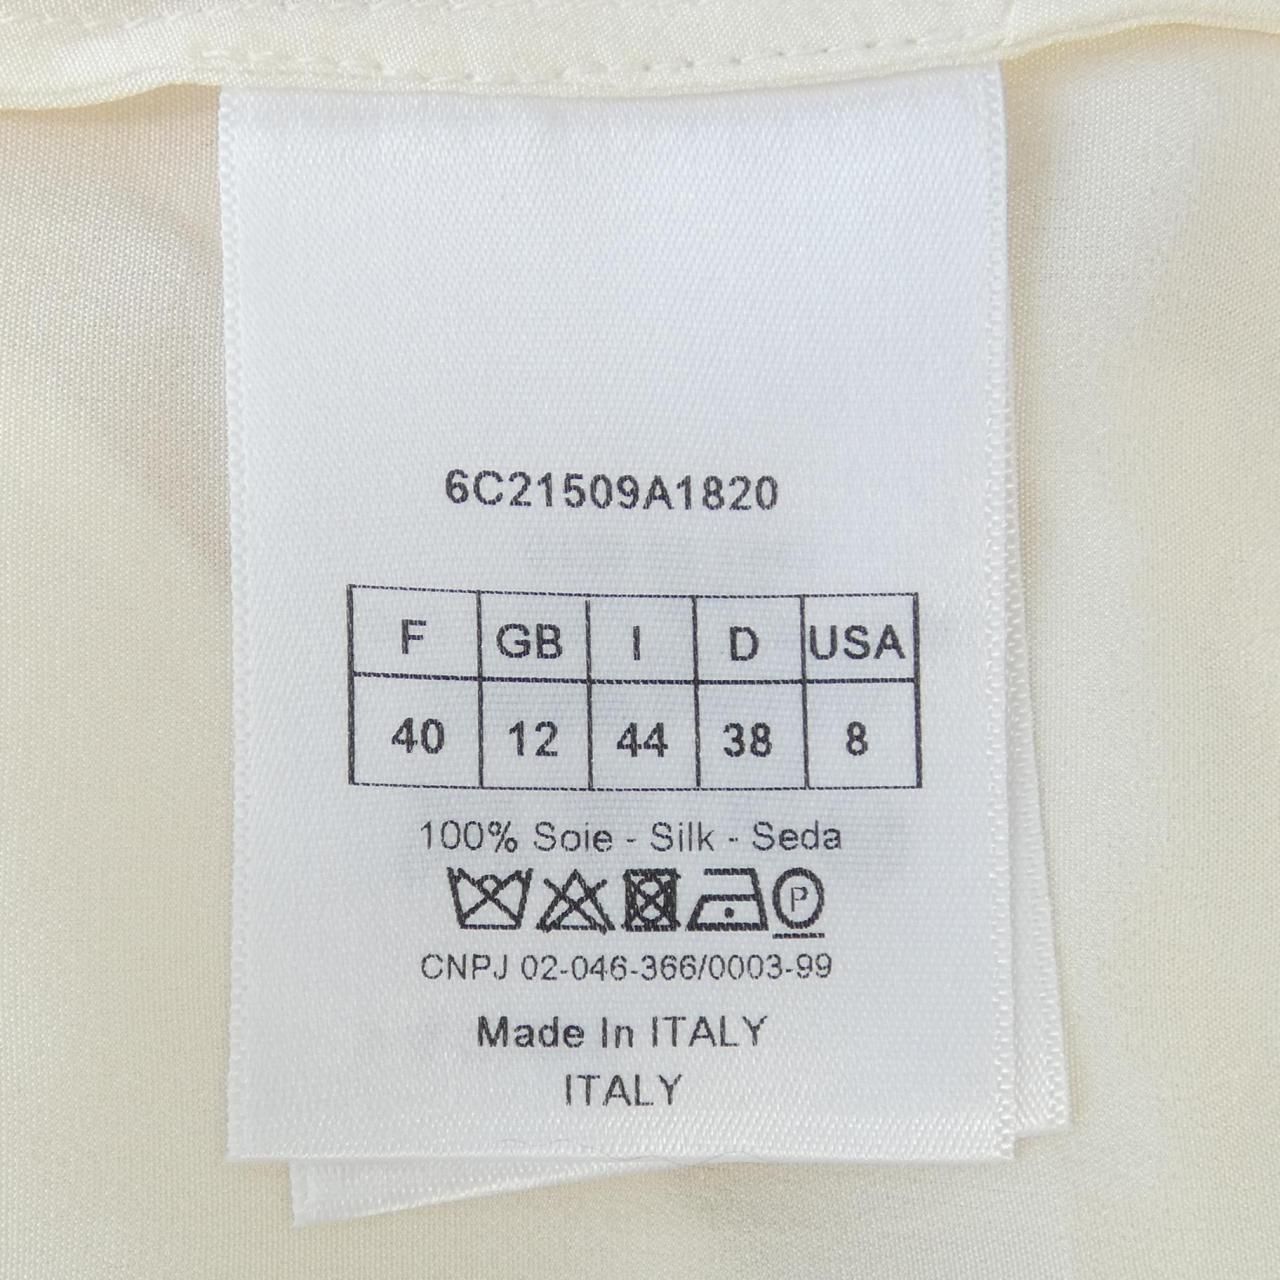 6C21509A1820
F GB I D USA
40 12 44 38 8
100% Soie - Silk - Seda
P
CNPJ 02-046-366/0003-99
Made In ITALY
ITALY